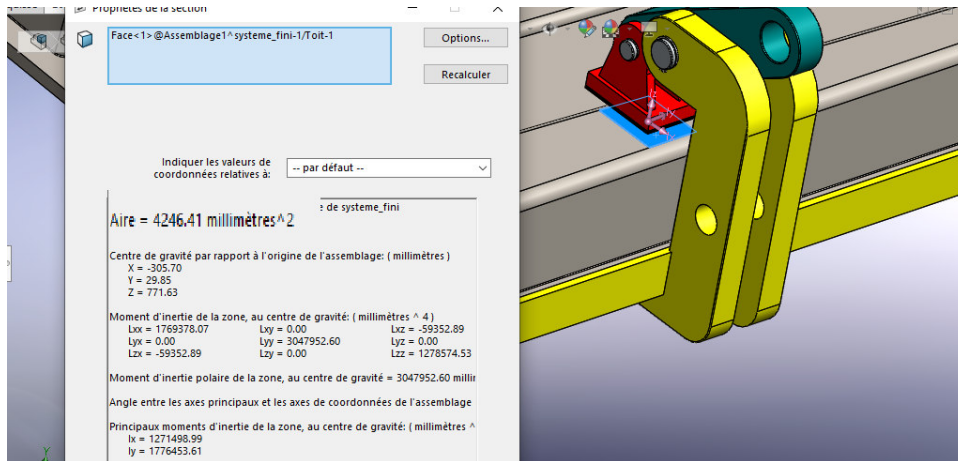 Propriétés de la section
Face<1>@Assemblage1^systeme_fini-1/Toit-1
Options...
Recalculer
Indiquer les valeurs de
coordonnées relatives à:
-- par défaut --
e de systeme_fini
Aire = 4246.41 millimètres^2
Centre de gravité par rapport à l'origine de l'assemblage: ( millimètres )
X = -305.70
Y = 29.85
Z = 771.63
Moment d'inertie de la zone, au centre de gravité: ( millimètres ^ 4 )
Lxx = 1769378.07 Lxy = 0.00 Lxz = -59352.89
Lyx = 0.00 Lyy = 3047952.60 Lyz = 0.00
Lzx = -59352.89 Lzy = 0.00 Lzz = 1278574.53
Moment d'inertie polaire de la zone, au centre de gravité = 3047952.60 millir
Angle entre les axes principaux et les axes de coordonnées de l'assemblage
Principaux moments d'inertie de la zone, au centre de gravité: ( millimètres ^
Ix = 1271498.99
Iy = 1776453.61
Y